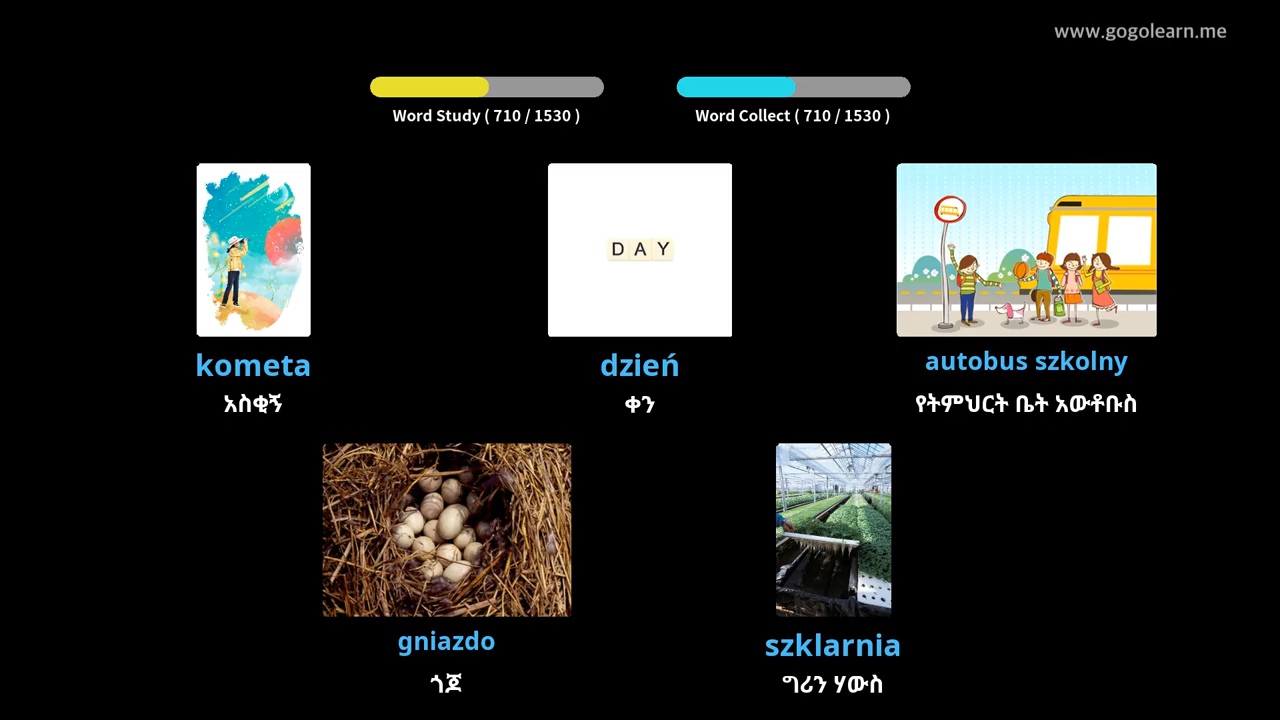 www.gogolearn.me
Word Study ( 710 / 1530 )
Word Collect ( 710 / 1530 )
DAY
kometa
dzień
autobus szkolny
አስቂኝ
ቀን
የትምህርት ቤት አውቶቡስ
gniazdo
szklarnia
ጎጆ
ግሪን ሃውስ